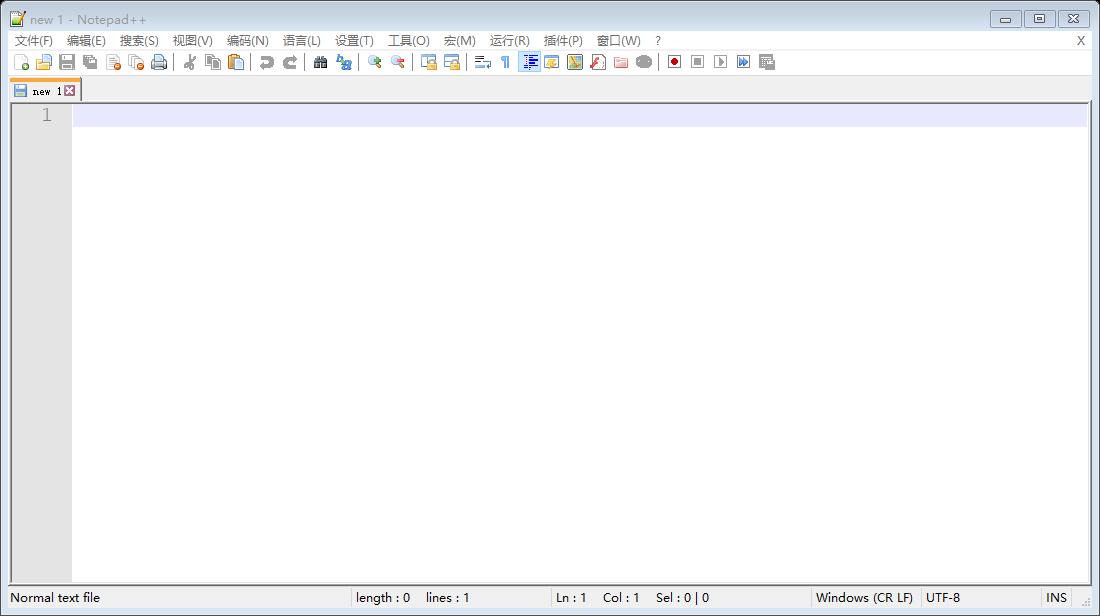 new 1 - Notepad++
文件(F) 编辑(E) 搜索(S) 视图(V) 编码(N) 语言(L) 设置(T) 工具(O) 宏(M) 运行(R) 插件(P) 窗口(W) ? X
new 1
1
Normal text file length : 0 lines : 1 Ln : 1 Col : 1 Sel : 0 | 0 Windows (CR LF) UTF-8 INS